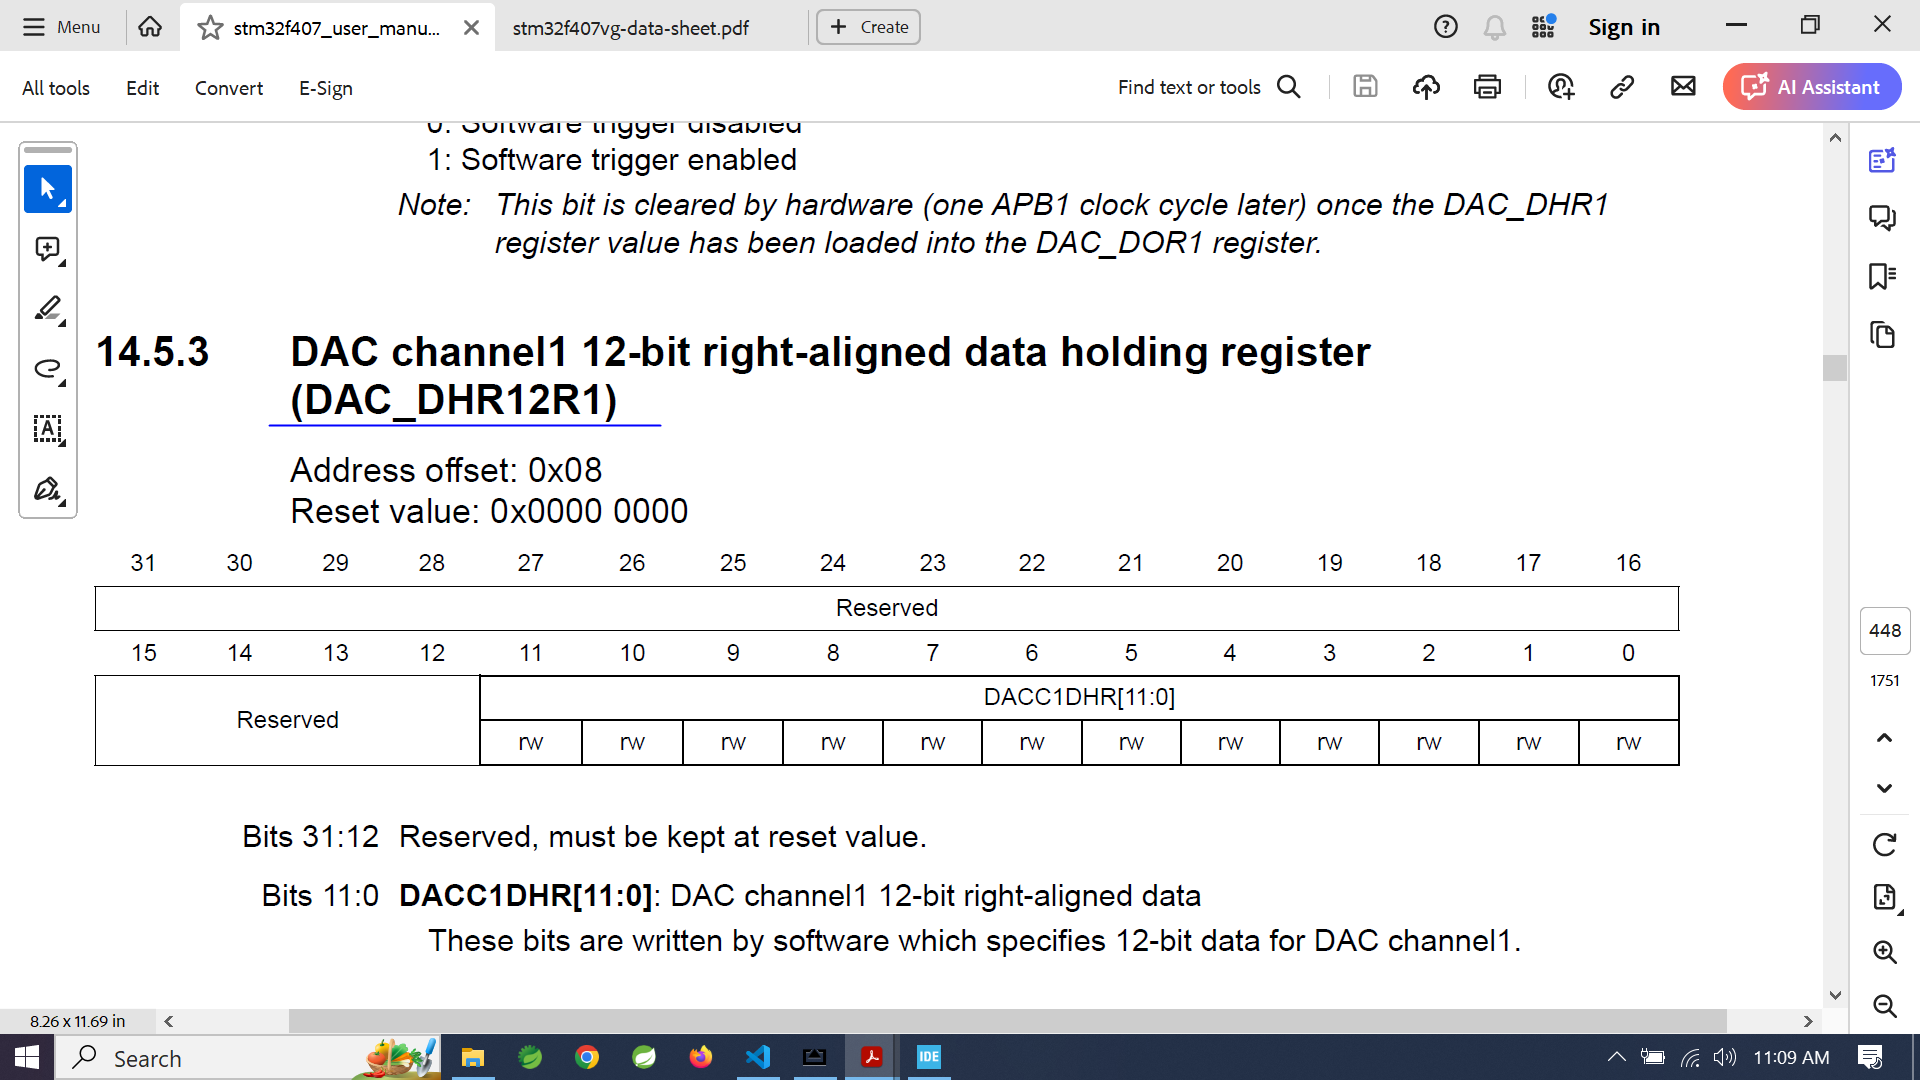 Menu
stm32f407_user_manu...
stm32f407vg-data-sheet.pdf
Create
Sign in
All tools
Edit
Convert
E-Sign
Find text or tools
AI Assistant
0: Software trigger disabled
1: Software trigger enabled
Note: This bit is cleared by hardware (one APB1 clock cycle later) once the DAC_DHR1
register value has been loaded into the DAC_DOR1 register.
14.5.3 DAC channel1 12-bit right-aligned data holding register
(DAC_DHR12R1)
Address offset: 0x08
Reset value: 0x0000 0000
31 30 29 28 27 26 25 24 23 22 21 20 19 18 17 16
Reserved
15 14 13 12 11 10 9 8 7 6 5 4 3 2 1 0
Reserved
DACC1DHR[11:0]
rw rw rw rw rw rw rw rw rw rw rw rw
Bits 31:12 Reserved, must be kept at reset value.
Bits 11:0 DACC1DHR[11:0]: DAC channel1 12-bit right-aligned data
These bits are written by software which specifies 12-bit data for DAC channel1.
448
1751
8.26 x 11.69 in
Search
IDE
11:09 AM